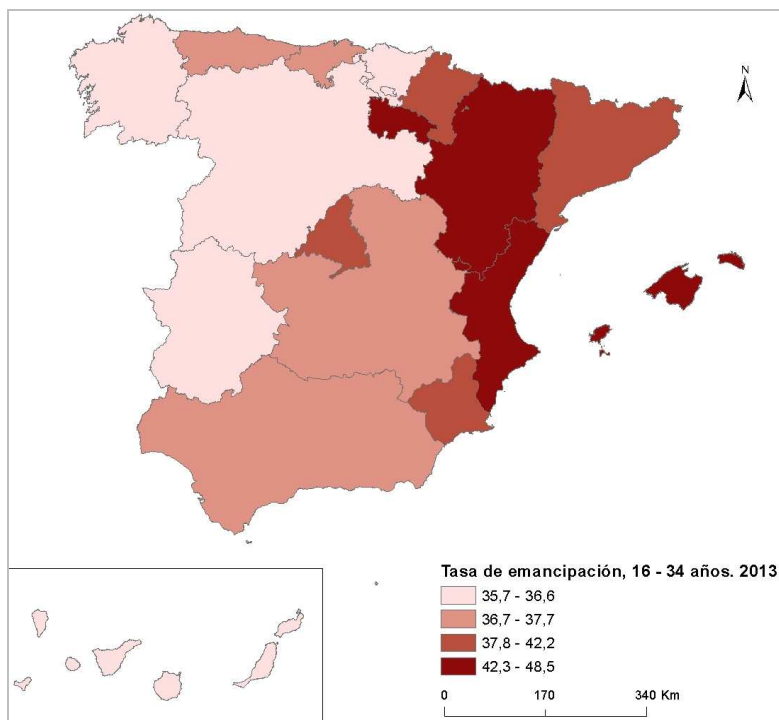 N
Tasa de emancipación, 16 - 34 años. 2013
35,7 - 36,6
36,7 - 37,7
37,8 - 42,2
42,3 - 48,5
0 170 340 Km